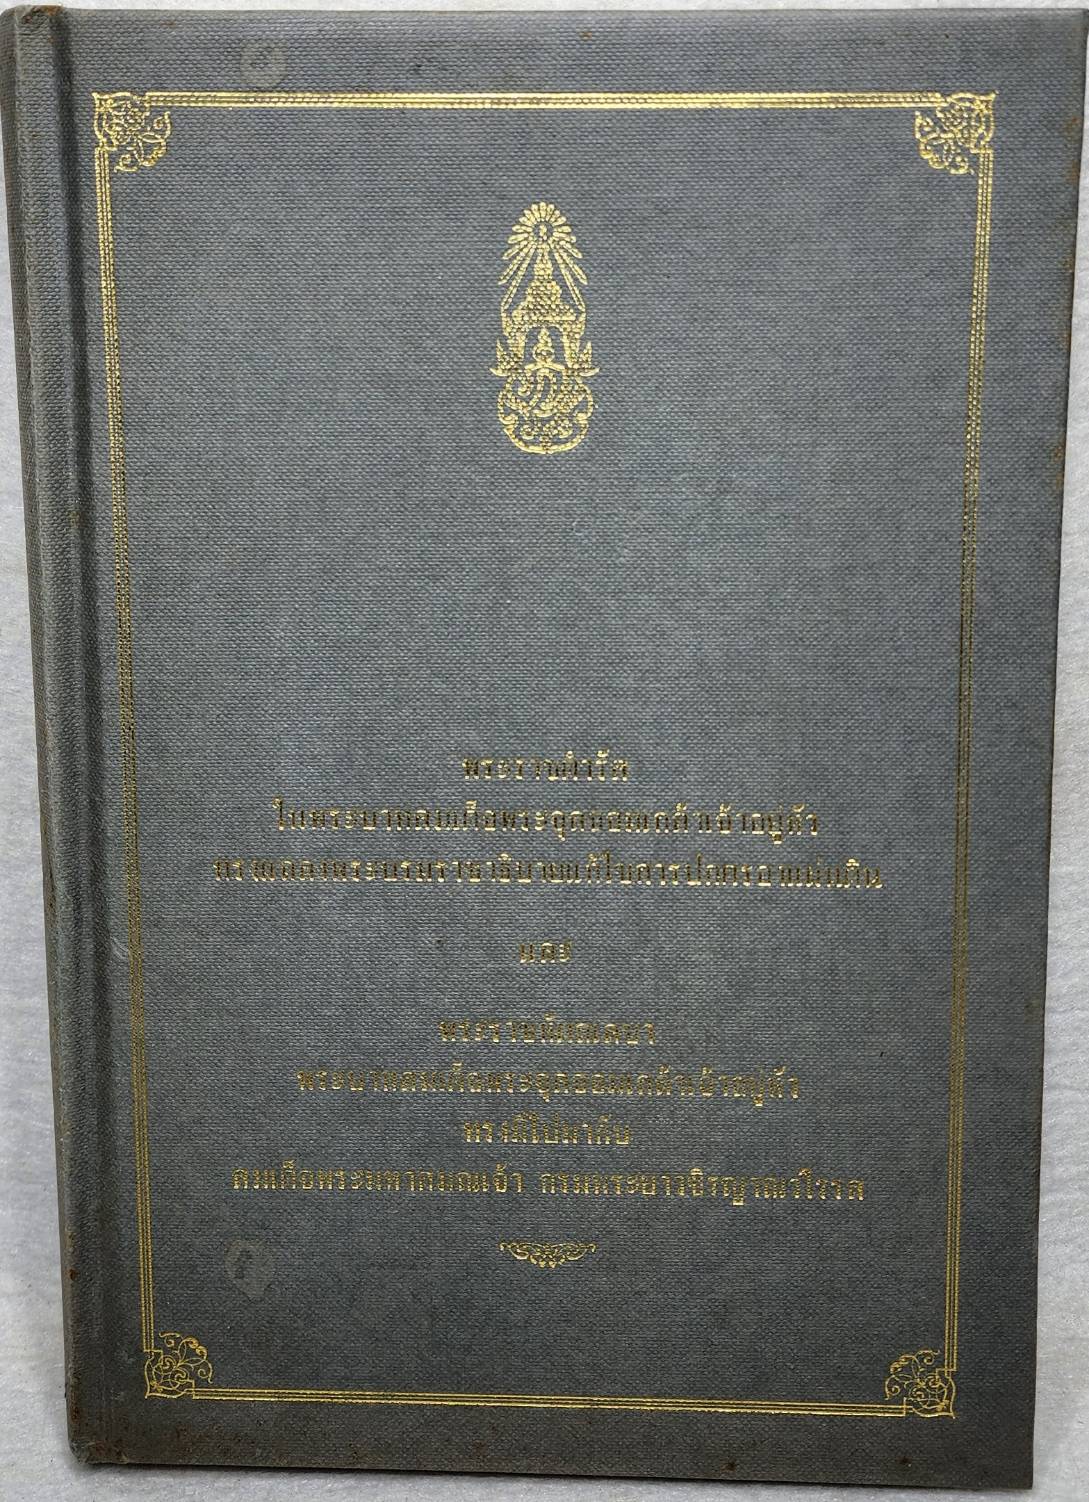 พระราชดำรัส
ในพระบาทสมเด็จพระจุลจอมเกล้าเจ้าอยู่หัว
ทรงแถลงพระบรมราชาธิบายแก้ไขการปกครองแผ่นดิน
และ
พระราชหัตถเลขา
พระบาทสมเด็จพระจุลจอมเกล้าเจ้าอยู่หัว
ทรงมีไปมากับ
สมเด็จพระมหาสมณเจ้า กรมพระยาวชิรญาณวโรรส